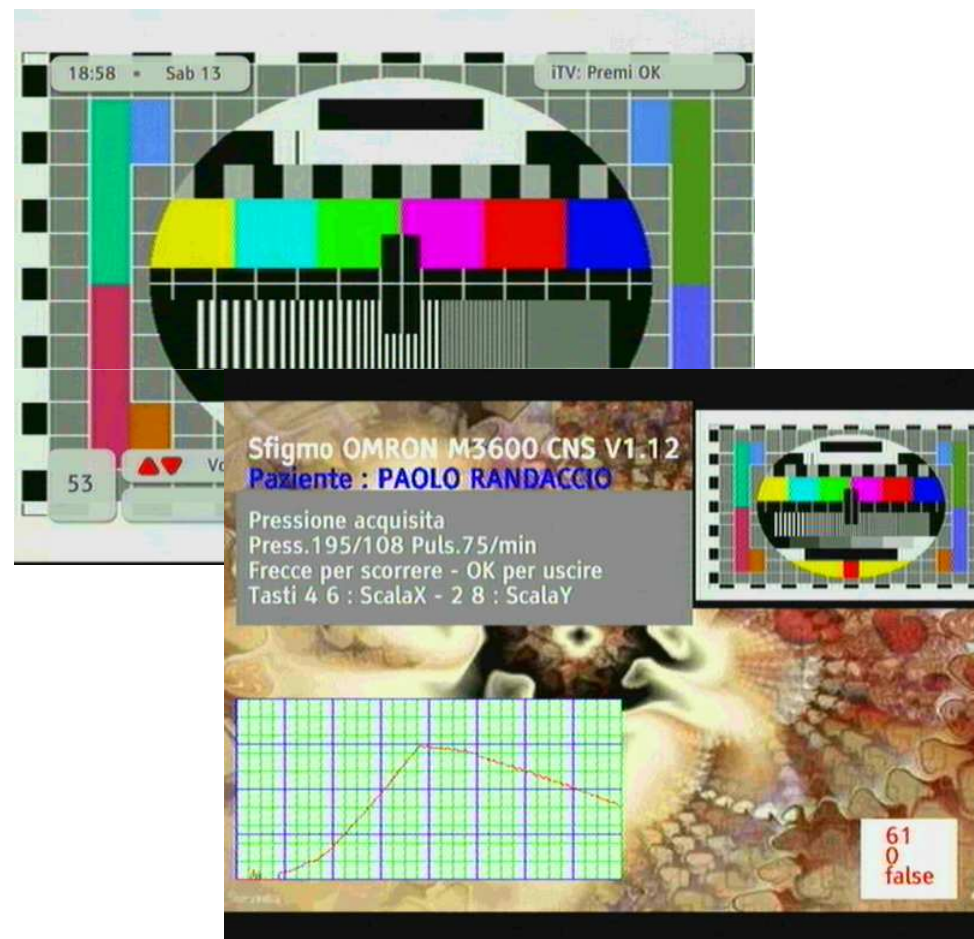 18:58 • Sab 13
iTV: Premi OK
53
Sfigmo OMRON M3600 CNS V1.12
Paziente : PAOLO RANDACCIO
Pressione acquisita
Press.195/108 Puls.75/min
Frecce per scorrere - OK per uscire
Tasti 4 6 : ScalaX - 2 8 : ScalaY
61
0
false